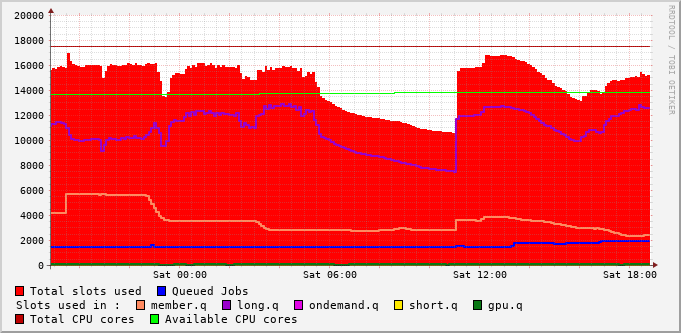 20000
18000
16000
14000
12000
10000
8000
6000
4000
2000
0
Sat 00:00 Sat 06:00 Sat 12:00 Sat 18:00
Total slots used Queued Jobs
Slots used in : member.q long.q ondemand.q short.q gpu.q
Total CPU cores Available CPU cores
RRDTOOL / TOBI OETIKER